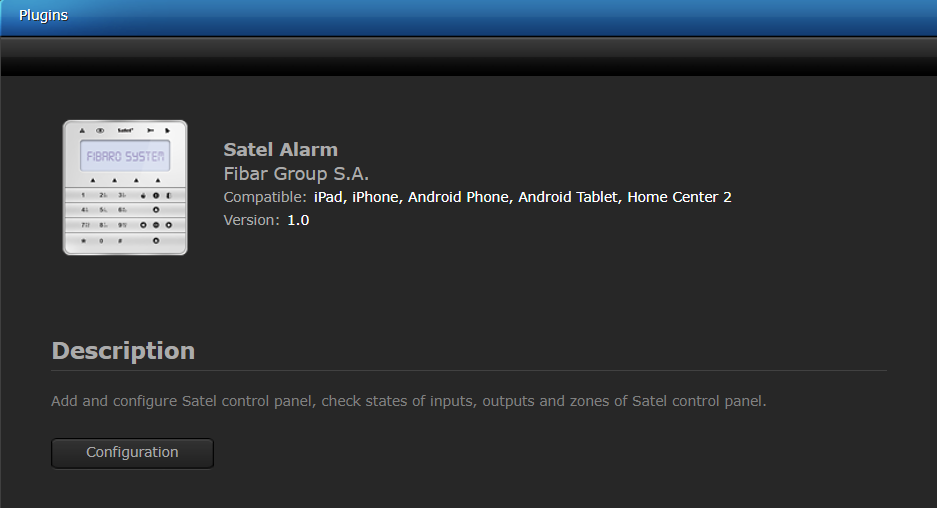 Plugins
Satel
FIBARO SYSTEM
1 2 3
4 5 6
7 8 9
* 0 #
Satel Alarm
Fibar Group S.A.
Compatible: iPad, iPhone, Android Phone, Android Tablet, Home Center 2
Version: 1.0
Description
Add and configure Satel control panel, check states of inputs, outputs and zones of Satel control panel.
Configuration